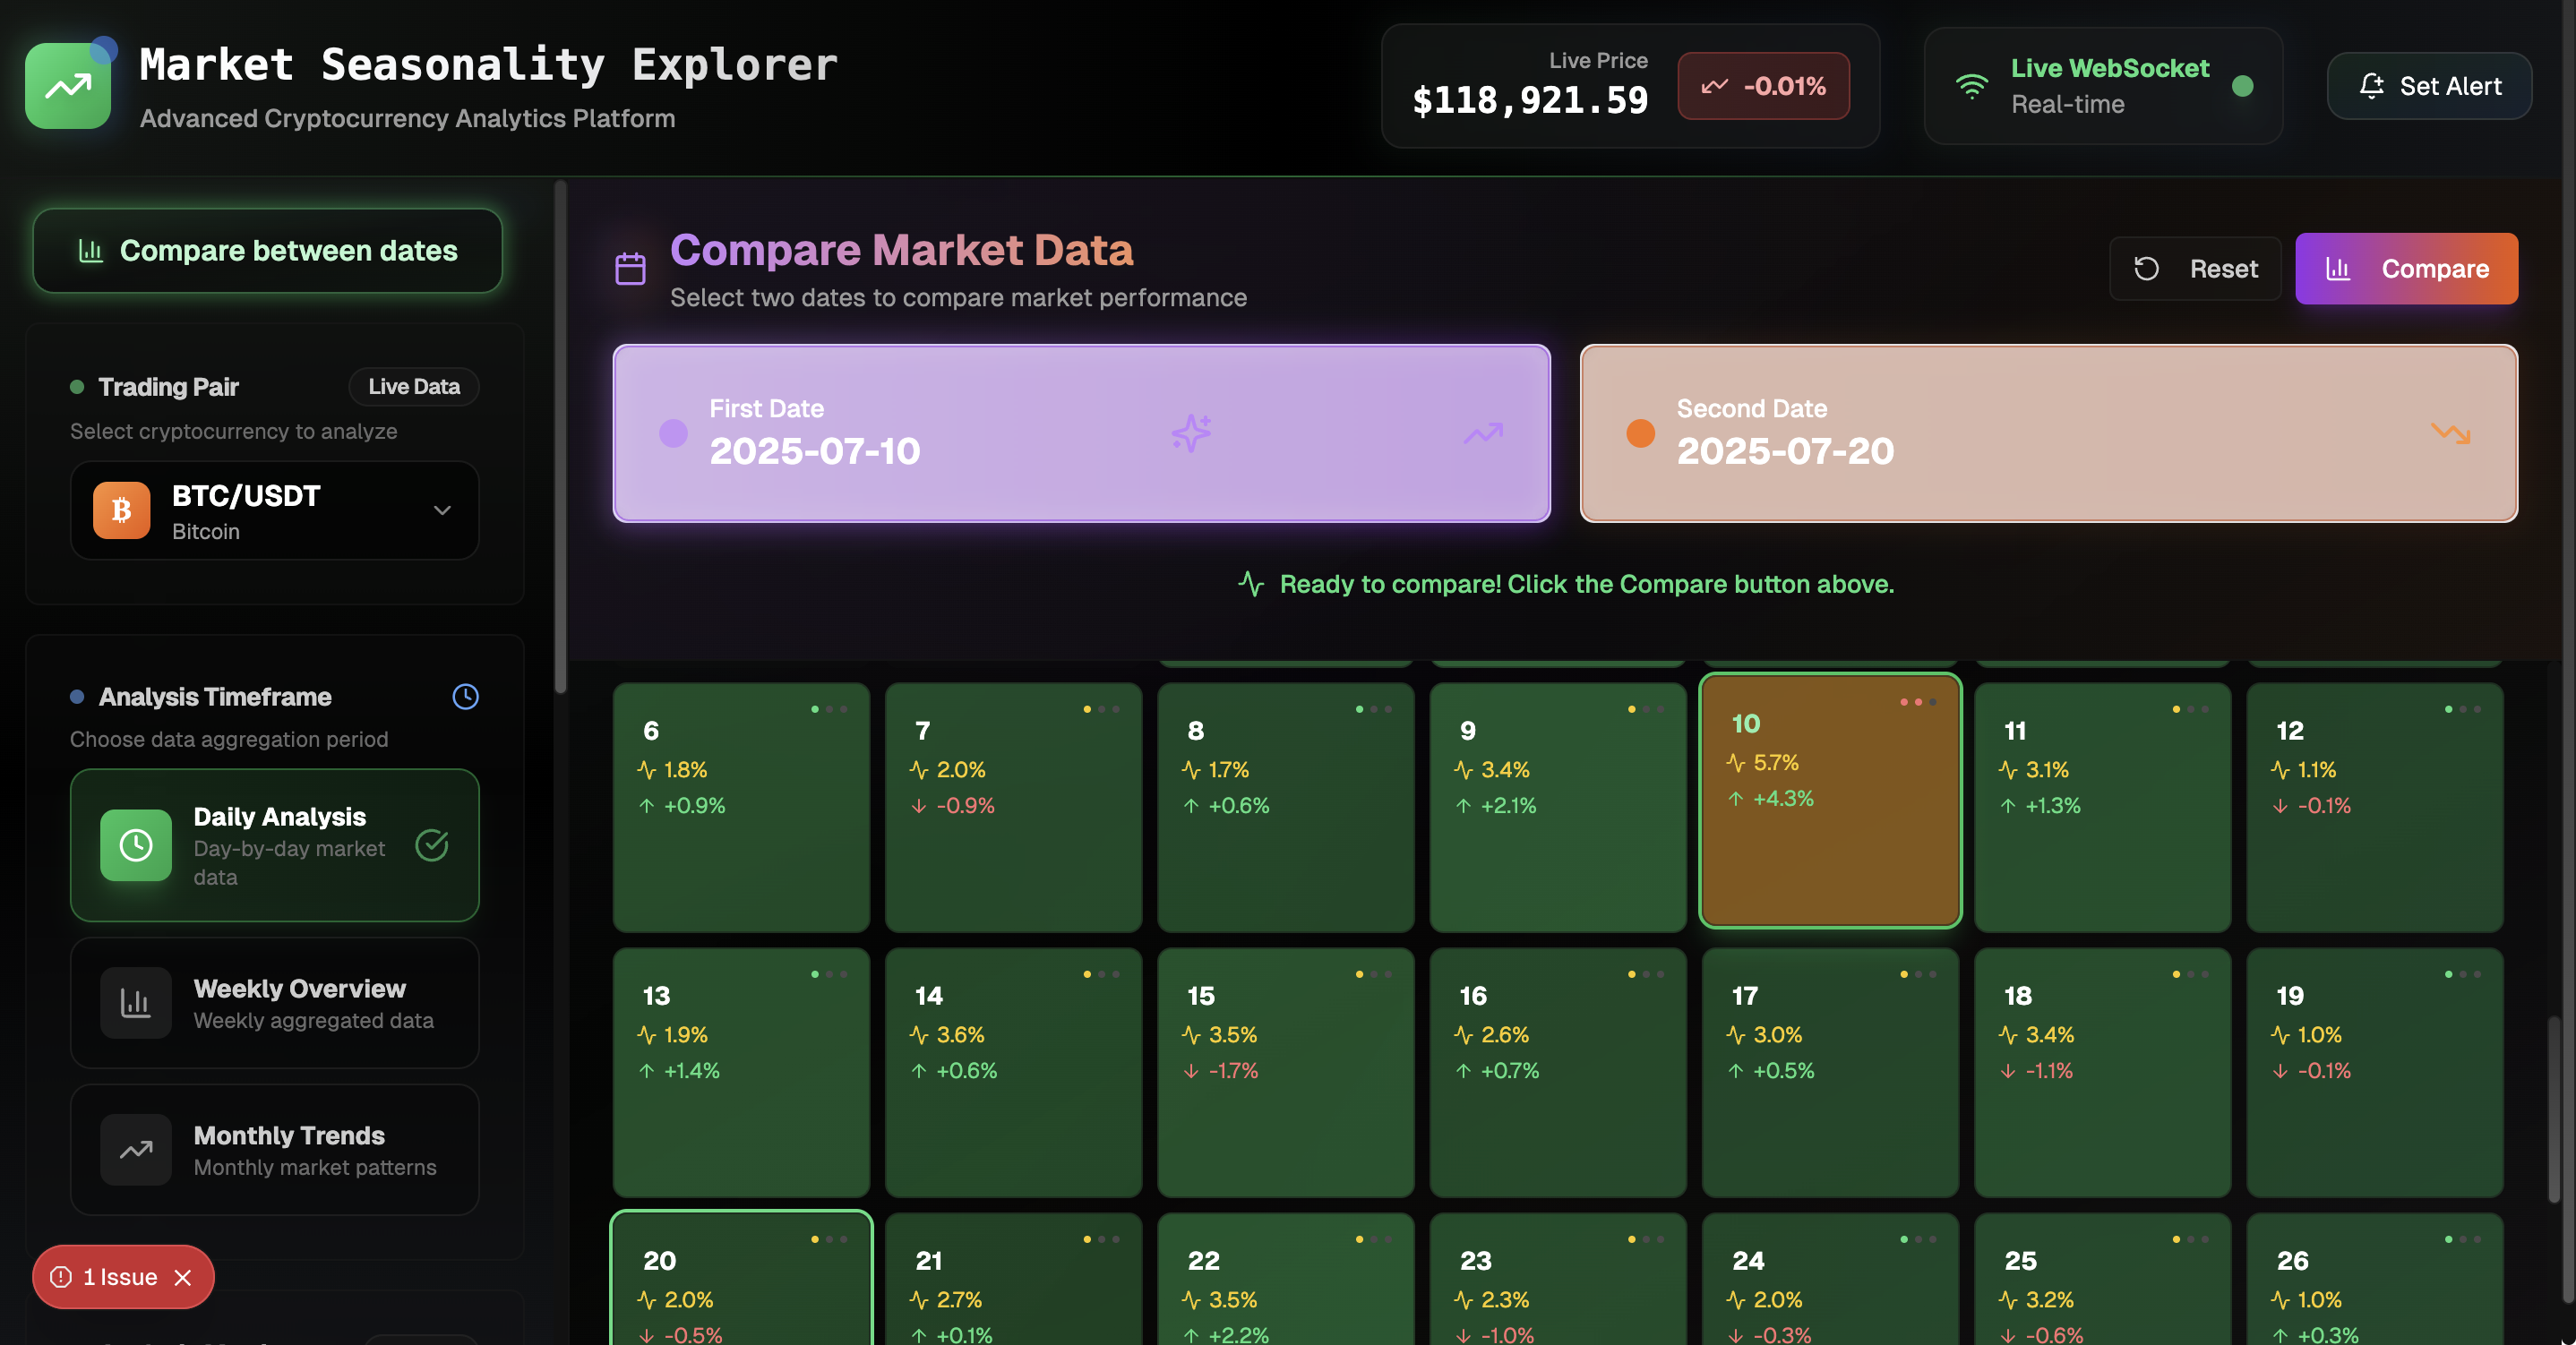 Market Seasonality Explorer
Advanced Cryptocurrency Analytics Platform
Live Price
$118,921.59
-0.01%
Live WebSocket
Real-time
Set Alert
Compare between dates
Trading Pair
Live Data
Select cryptocurrency to analyze
BTC/USDT
Bitcoin
Analysis Timeframe
Choose data aggregation period
Daily Analysis
Day-by-day market
data
Weekly Overview
Weekly aggregated data
Monthly Trends
Monthly market patterns
1 Issue
Compare Market Data
Select two dates to compare market performance
Reset
Compare
First Date
2025-07-10
Second Date
2025-07-20
Ready to compare! Click the Compare button above.
6
1.8%
+0.9%
7
2.0%
-0.9%
8
1.7%
+0.6%
9
3.4%
+2.1%
10
5.7%
+4.3%
11
3.1%
+1.3%
12
1.1%
-0.1%
13
1.9%
+1.4%
14
3.6%
+0.6%
15
3.5%
-1.7%
16
2.6%
+0.7%
17
3.0%
+0.5%
18
3.4%
-1.1%
19
1.0%
-0.1%
20
2.0%
-0.5%
21
2.7%
+0.1%
22
3.5%
+2.2%
23
2.3%
-1.0%
24
2.0%
-0.3%
25
3.2%
-0.6%
26
1.0%
+0.3%